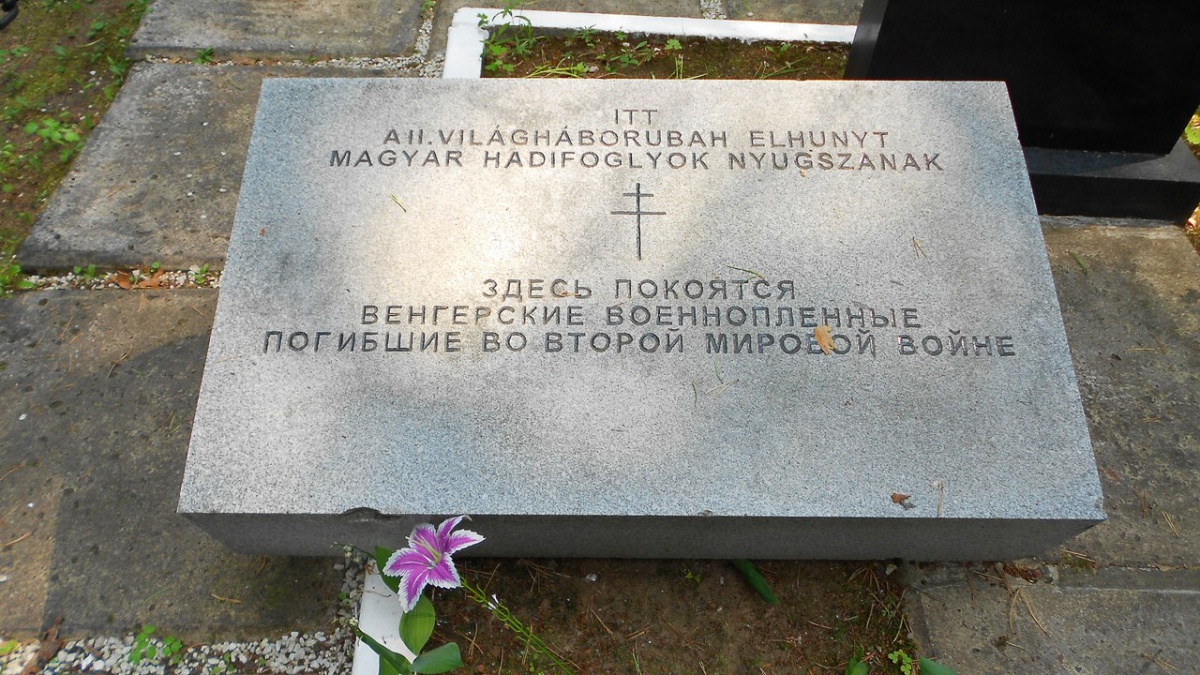 ITT
AII.VILÁGHÁBORUBAH ELHUNYT
MAGYAR HADIFOGLYOK NYUGSZANAK
ЗДЕСЬ ПОКОЯТСЯ
ВЕНГЕРСКИЕ ВОЕННОПЛЕННЫЕ
ПОГИБШИЕ ВО ВТОРОЙ МИРОВОЙ ВОЙНЕ